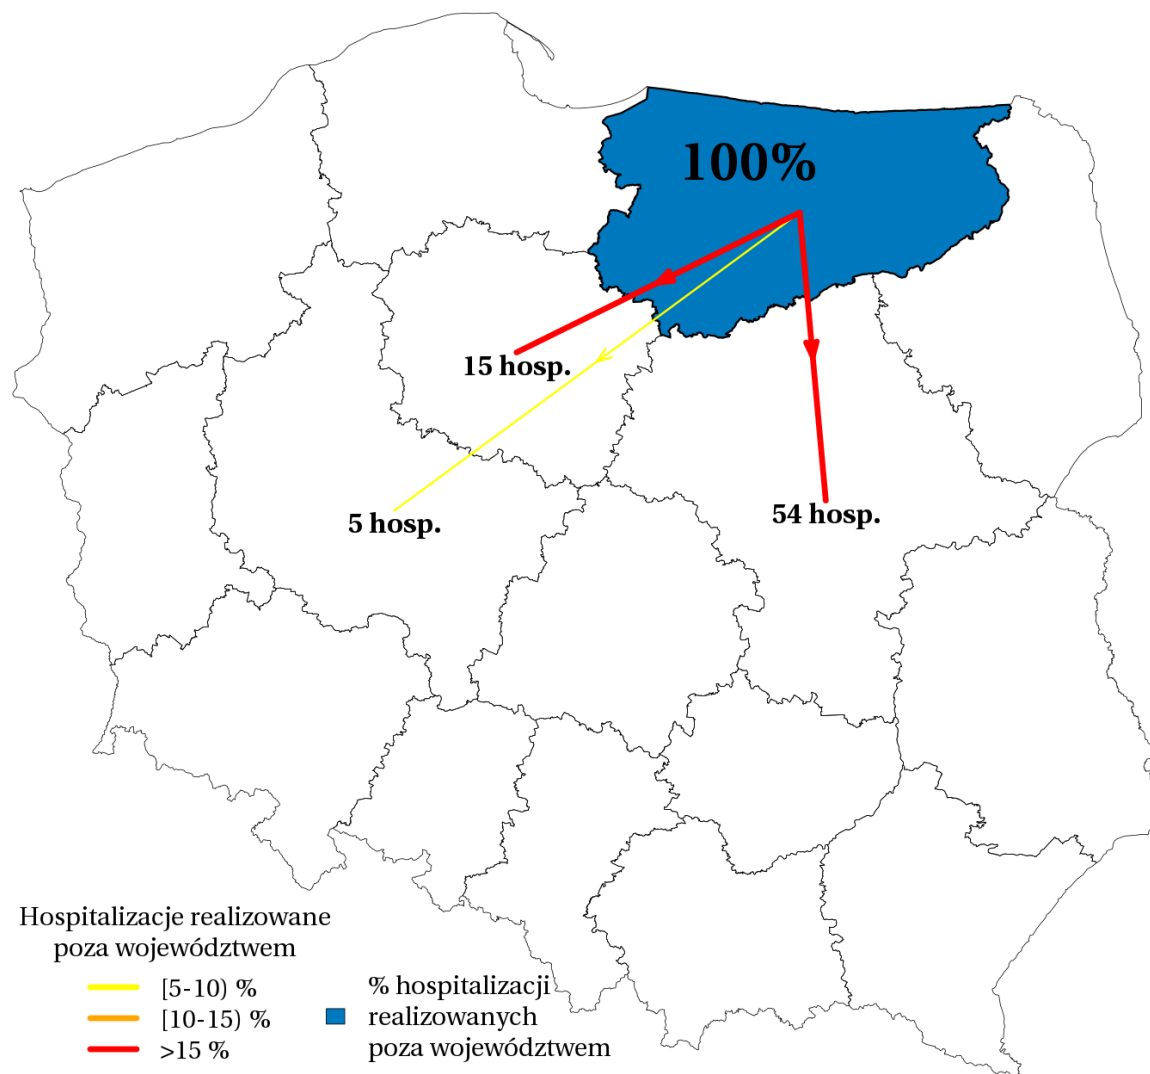 100%
15 hosp.
5 hosp.
54 hosp.
Hospitalizacje realizowane
poza województwem
[5-10) %
[10-15) %
>15 %
% hospitalizacji
realizowanych
poza województwem